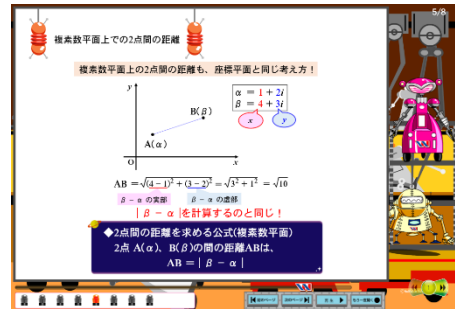 5/8
複素数平面上での2点間の距離
複素数平面上の2点間の距離も、座標平面と同じ考え方!
y
B(β)
A(α)
O
x
α = 1 + 2i
β = 4 + 3i
x
y
AB = √(4−1)² + (3−2)² = √3² + 1² = √10
β − α の実部
β − α の虚部
| β − α |を計算するのと同じ!
◆2点間の距離を求める公式(複素数平面)
2点 A(α)、B(β)の間の距離ABは、
AB = | β − α |